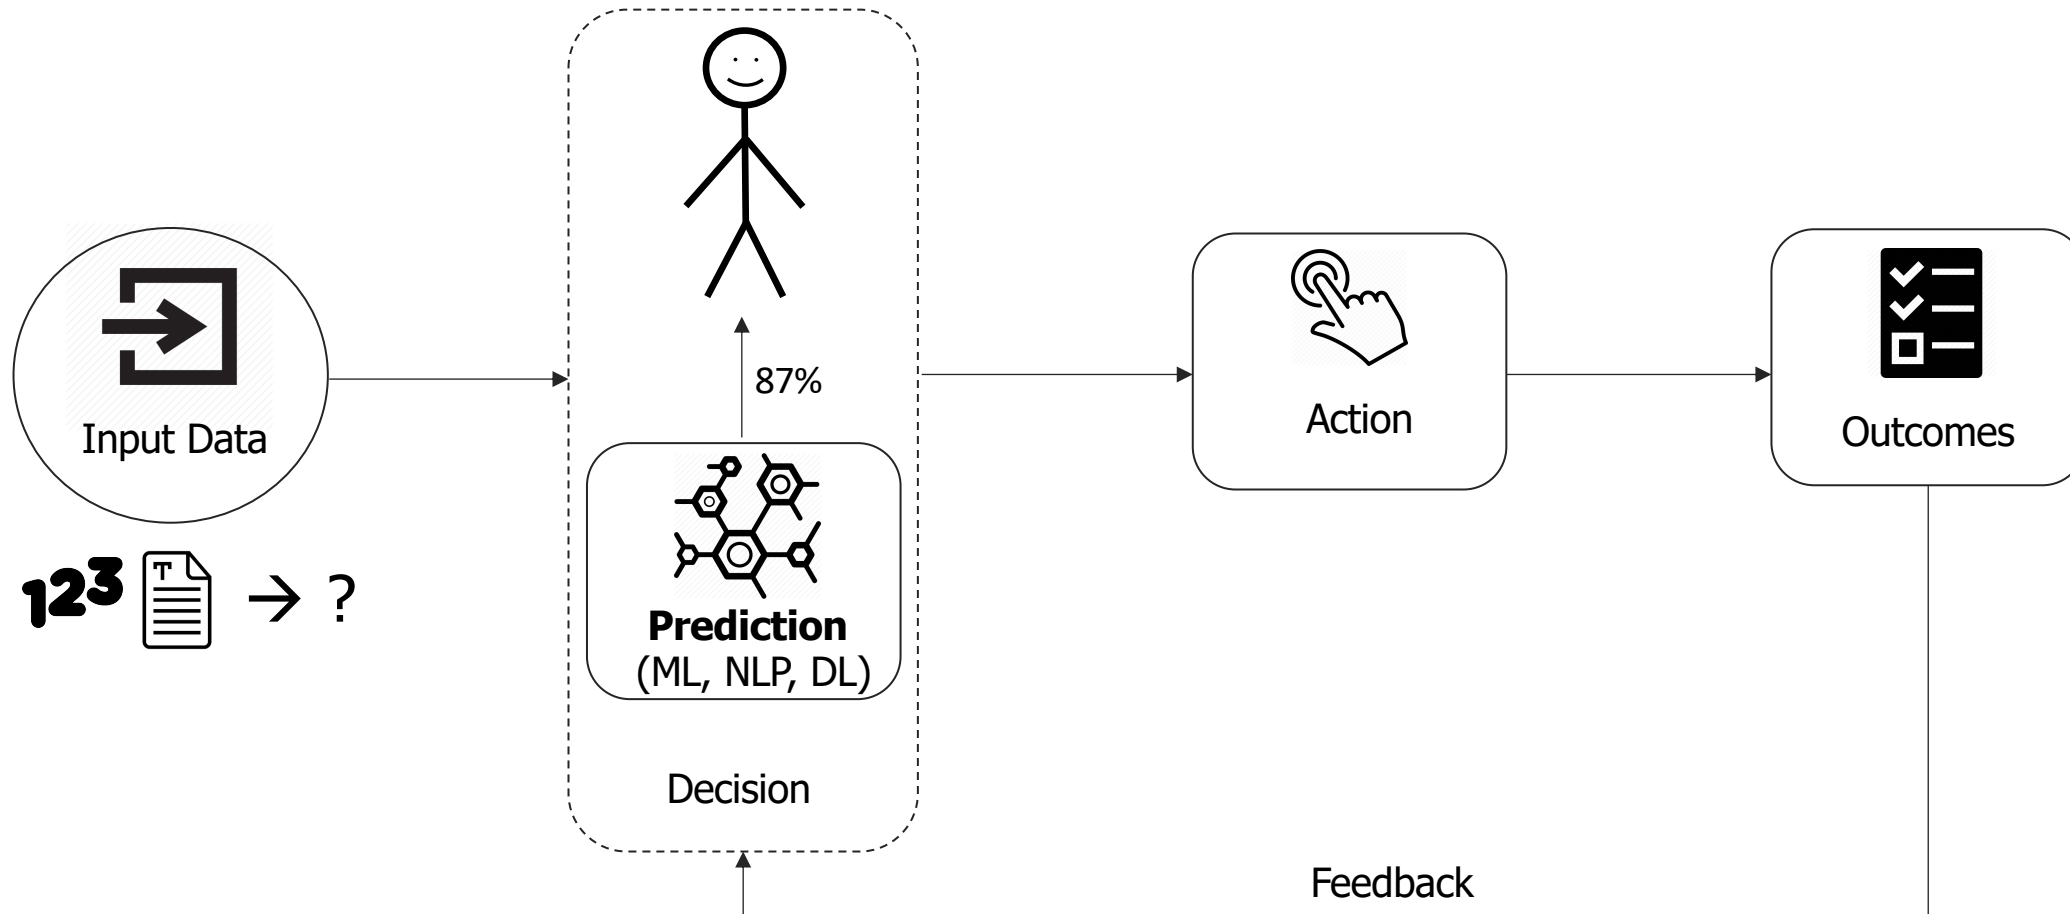 Input Data
123
T
→ ?
87%
Prediction
(ML, NLP, DL)
Decision
Action
Outcomes
Feedback